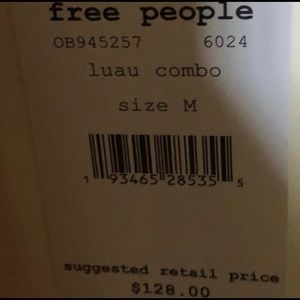 free people
OB945257 6024
luau combo
size M
1 93465 28535 5
suggested retail price
$128.00